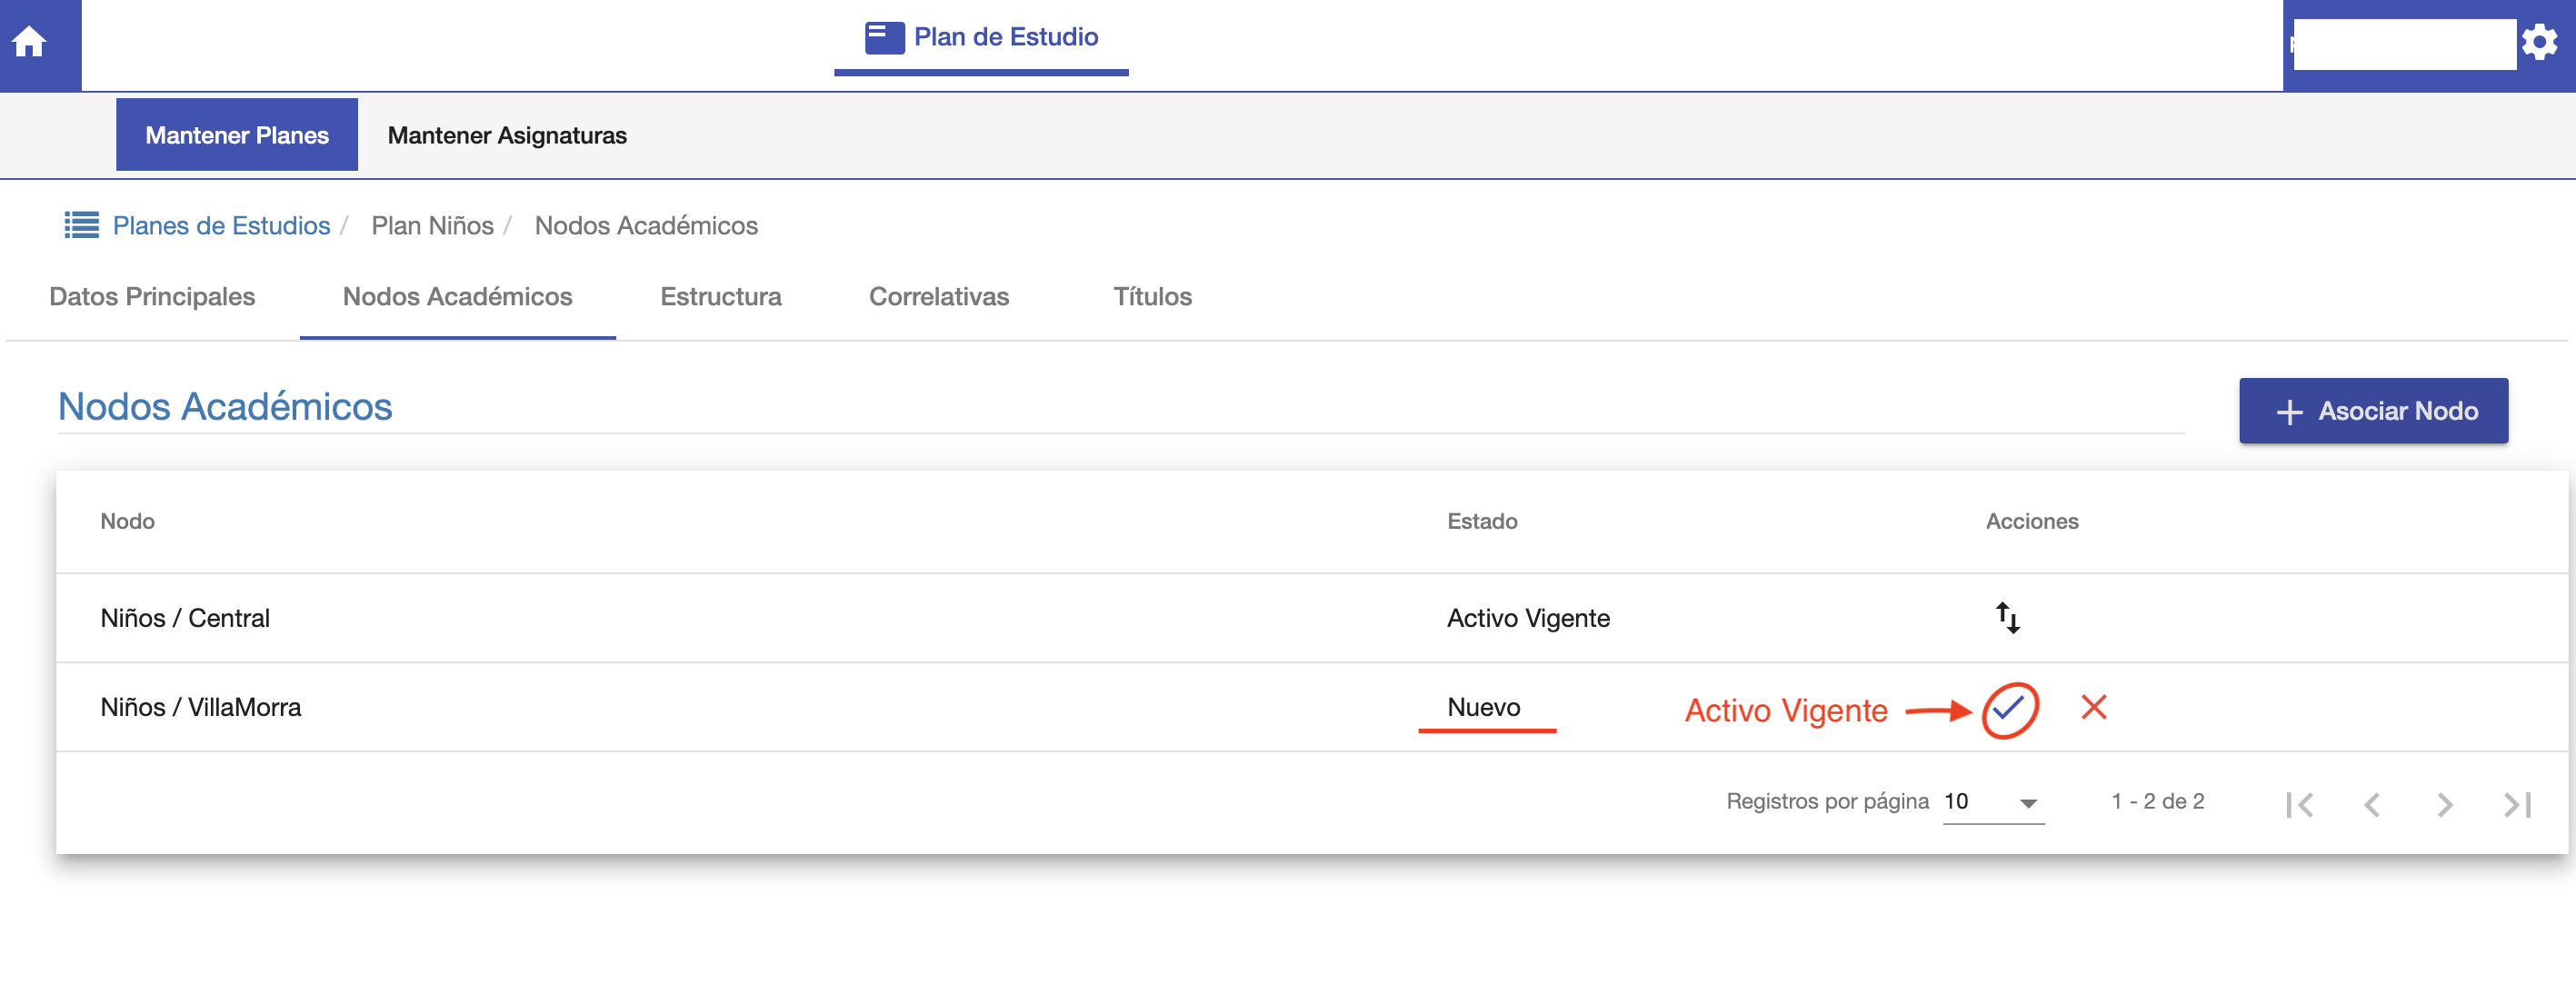 Plan de Estudio
Mantener Planes Mantener Asignaturas
Planes de Estudios / Plan Niños / Nodos Académicos
Datos Principales Nodos Académicos Estructura Correlativas Títulos
Nodos Académicos
Asociar Nodo
Nodo Estado Acciones
Niños / Central Activo Vigente
Niños / VillaMorra Nuevo Activo Vigente
Registros por página 10 1 - 2 de 2